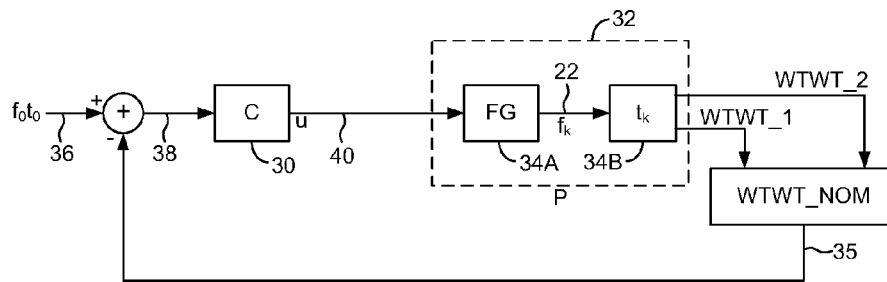 32
22
WTWT_2
f₀t₀
+
+
-
C
u
FG
fₖ
tₖ
WTWT_1
36
38
30
40
34A
34B
P
WTWT_NOM
35